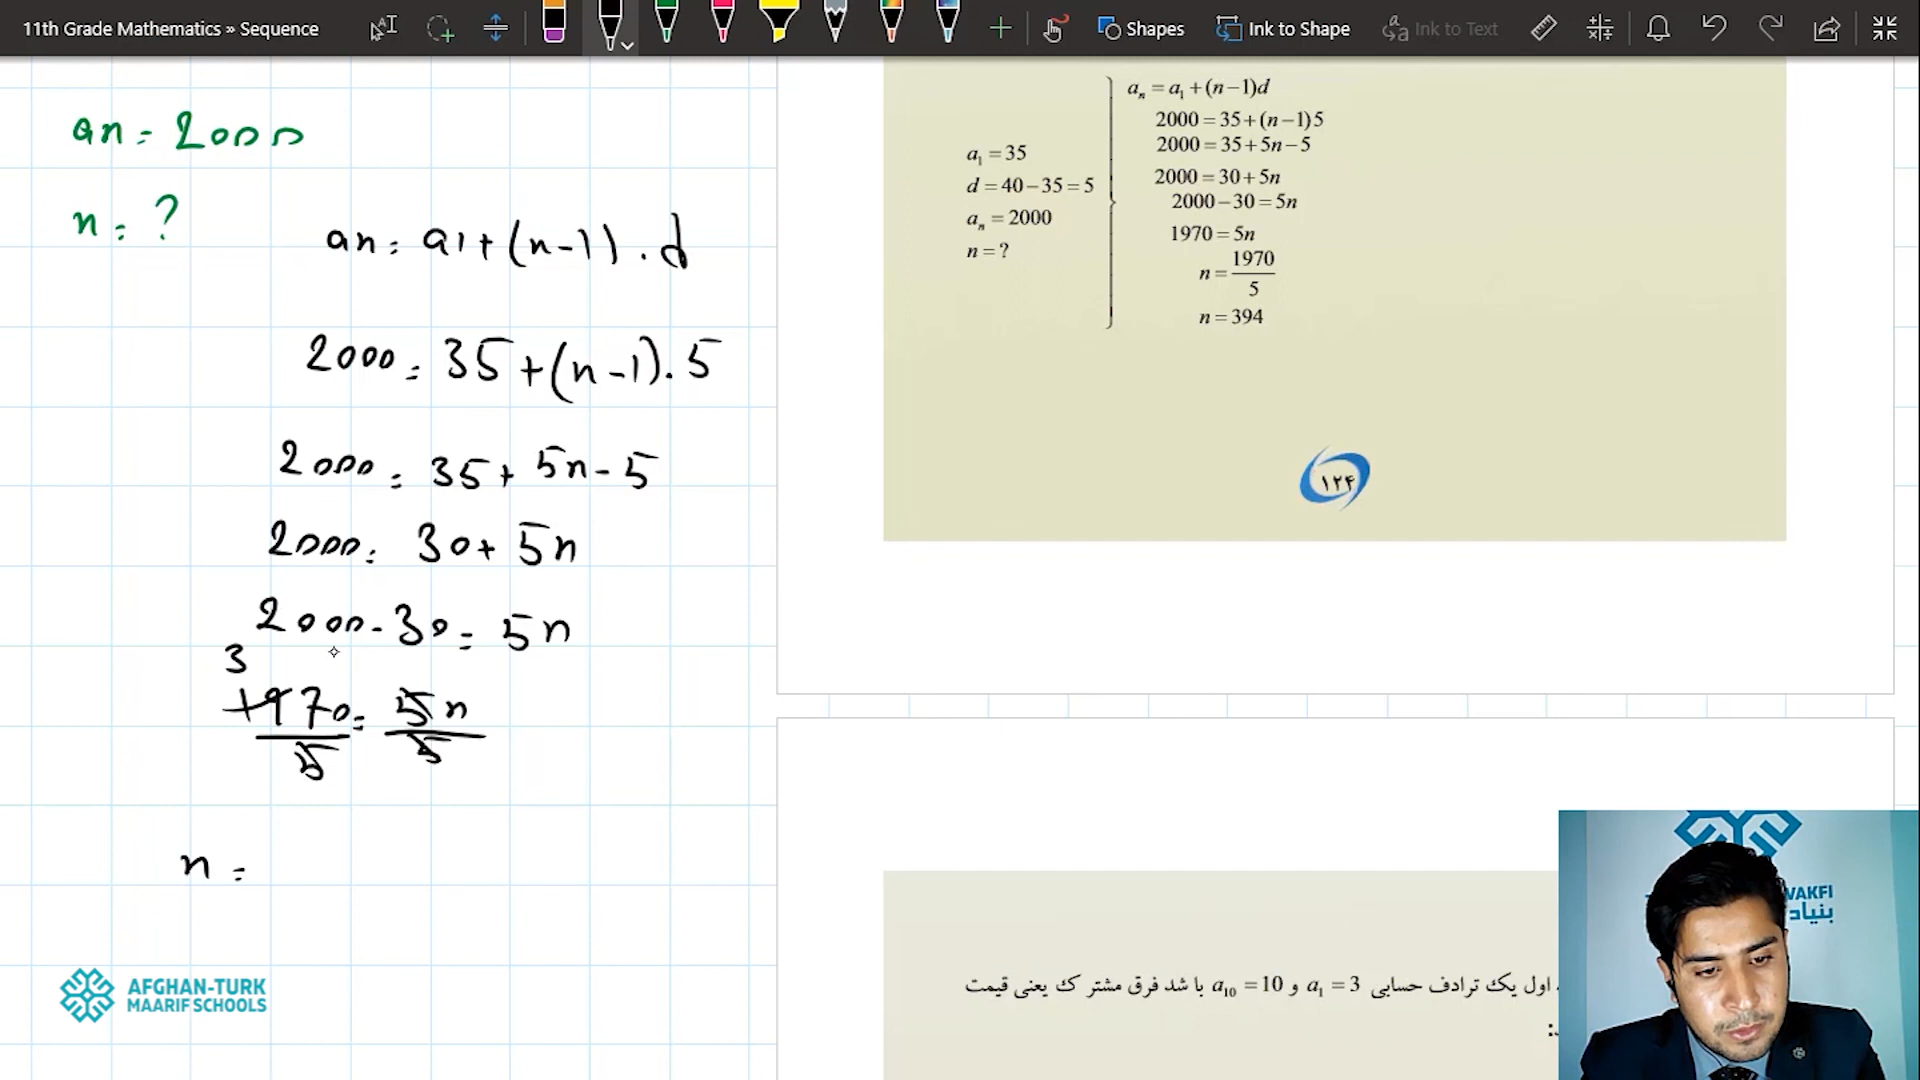 11th Grade Mathematics » Sequence
Shapes
Ink to Shape
Ink to Text
an = 2000
n = ?
an = a1 + (n-1) . d
2000 = 35 + (n-1) . 5
2000 = 35 + 5n - 5
2000 = 30 + 5n
2000 - 30 = 5n
3
1970/5 = 5n/5
n =
a₁ = 35
d = 40 − 35 = 5
aₙ = 2000
n = ?
aₙ = a₁ + (n − 1)d
2000 = 35 + (n − 1)5
2000 = 35 + 5n − 5
2000 = 30 + 5n
2000 − 30 = 5n
1970 = 5n
n = 1970/5
n = 394
۱۲۴
اول یک ترادف حسابی a₁ = 3 و a₁₀ = 10 با شد فرق مشترک یعنی قیمت
AFGHAN-TURK
MAARIF SCHOOLS
بنیاد